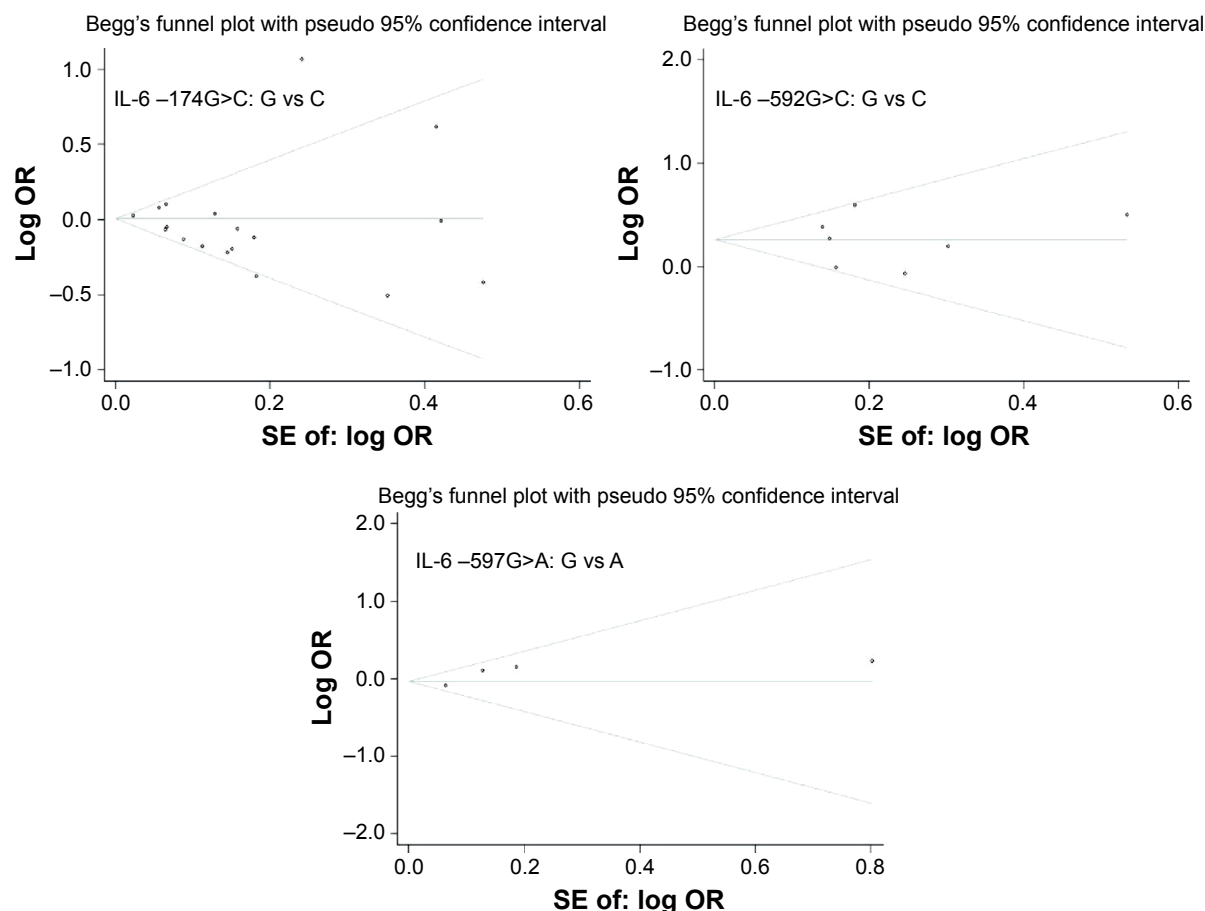 Begg's funnel plot with pseudo 95% confidence interval
IL-6 –174G>C: G vs C
Log OR
1.0
0.5
0.0
–0.5
–1.0
0.0 0.2 0.4 0.6
SE of: log OR
Begg's funnel plot with pseudo 95% confidence interval
IL-6 –592G>C: G vs C
Log OR
2.0
1.0
0.0
–1.0
0.0 0.2 0.4 0.6
SE of: log OR
Begg's funnel plot with pseudo 95% confidence interval
IL-6 –597G>A: G vs A
Log OR
2.0
1.0
0.0
–1.0
–2.0
0.0 0.2 0.4 0.6 0.8
SE of: log OR